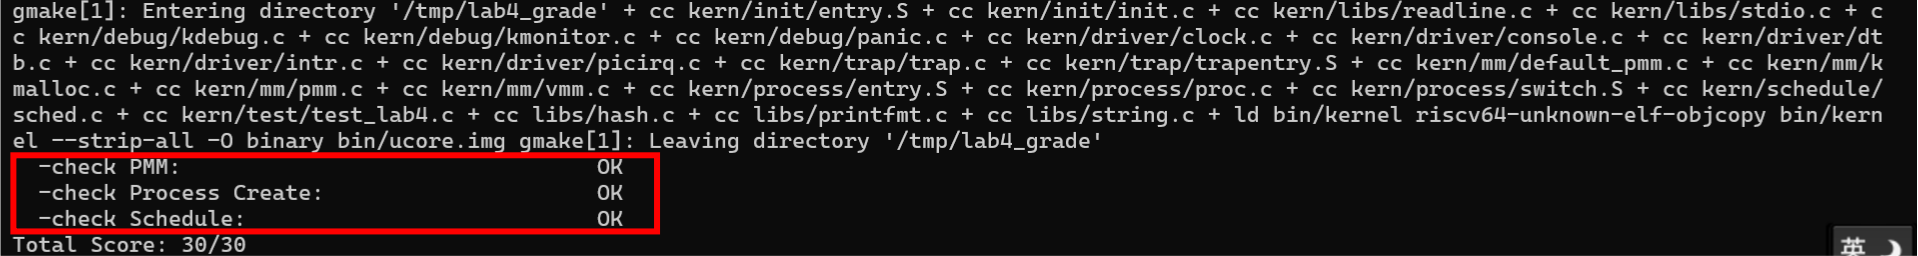 gmake[1]: Entering directory '/tmp/lab4_grade' + cc kern/init/entry.S + cc kern/init/init.c + cc kern/libs/readline.c + cc kern/libs/stdio.c + c
c kern/debug/kdebug.c + cc kern/debug/kmonitor.c + cc kern/debug/panic.c + cc kern/driver/clock.c + cc kern/driver/console.c + cc kern/driver/dt
b.c + cc kern/driver/intr.c + cc kern/driver/picirq.c + cc kern/trap/trap.c + cc kern/trap/trapentry.S + cc kern/mm/default_pmm.c + cc kern/mm/k
malloc.c + cc kern/mm/pmm.c + cc kern/mm/vmm.c + cc kern/process/entry.S + cc kern/process/proc.c + cc kern/process/switch.S + cc kern/schedule/
sched.c + cc kern/test/test_lab4.c + cc libs/hash.c + cc libs/printfmt.c + cc libs/string.c + ld bin/kernel riscv64-unknown-elf-objcopy bin/kern
el --strip-all -O binary bin/ucore.img gmake[1]: Leaving directory '/tmp/lab4_grade'
-check PMM: OK
-check Process Create: OK
-check Schedule: OK
Total Score: 30/30
英